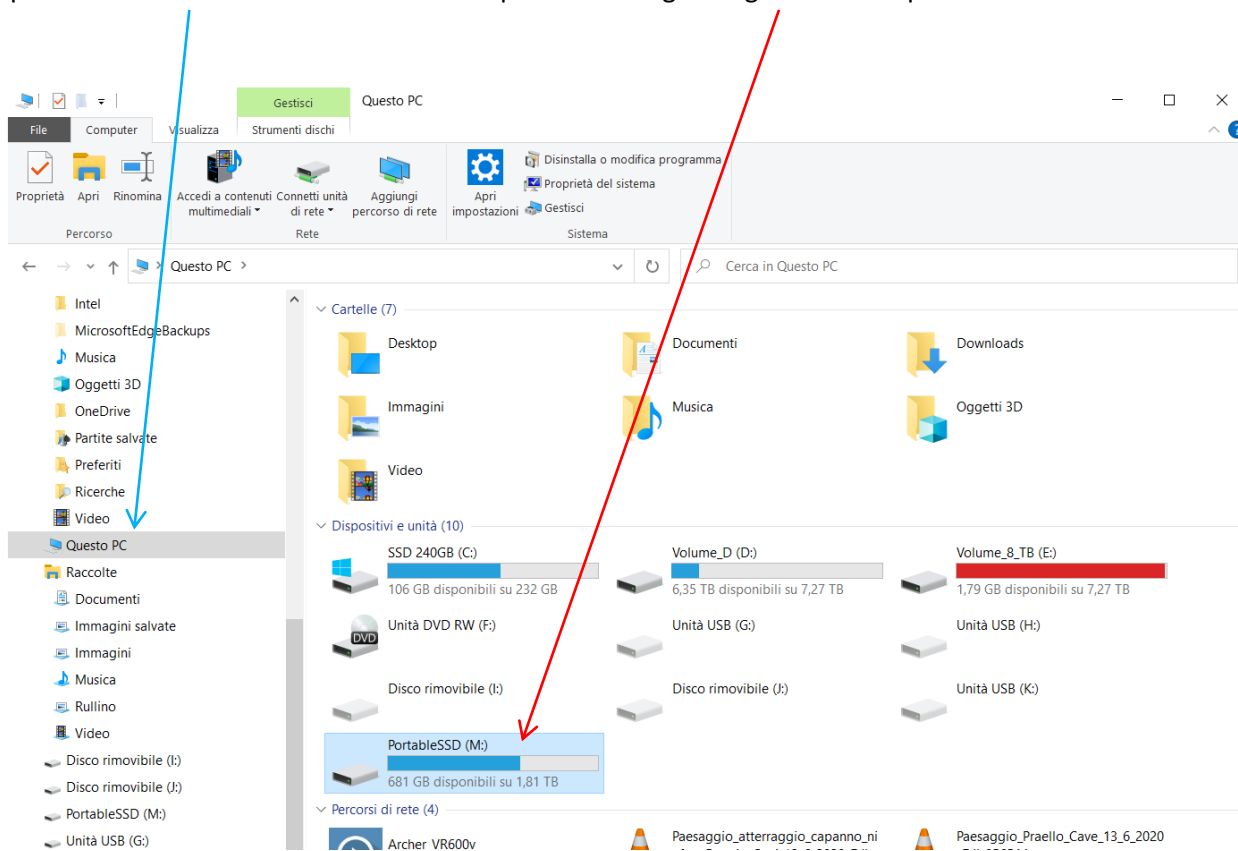 Gestisci
Questo PC
File
Computer
Visualizza
Strumenti dischi
Proprietà
Apri
Rinomina
Accedi a contenuti multimediali
Connetti unità di rete
Aggiungi percorso di rete
Apri impostazioni
Disinstalla o modifica programma
Proprietà del sistema
Gestisci
Percorso
Rete
Sistema
Questo PC
Cerca in Questo PC
Intel
MicrosoftEdgeBackups
Musica
Oggetti 3D
OneDrive
Partite salvate
Preferiti
Ricerche
Video
Questo PC
Raccolte
Documenti
Immagini salvate
Immagini
Musica
Rullino
Video
Disco rimovibile (I:)
Disco rimovibile (J:)
PortableSSD (M:)
Unità USB (G:)
Cartelle (7)
Desktop
Documenti
Downloads
Immagini
Musica
Oggetti 3D
Video
Dispositivi e unità (10)
SSD 240GB (C:)
106 GB disponibili su 232 GB
Volume_D (D:)
6,35 TB disponibili su 7,27 TB
Volume_8_TB (E:)
1,79 GB disponibili su 7,27 TB
DVD
Unità DVD RW (F:)
Unità USB (G:)
Unità USB (H:)
Disco rimovibile (I:)
Disco rimovibile (J:)
Unità USB (K:)
PortableSSD (M:)
681 GB disponibili su 1,81 TB
Percorsi di rete (4)
Archer VR600v
Paesaggio_atterraggio_capanno_ni
Paesaggio_Praello_Cave_13_6_2020